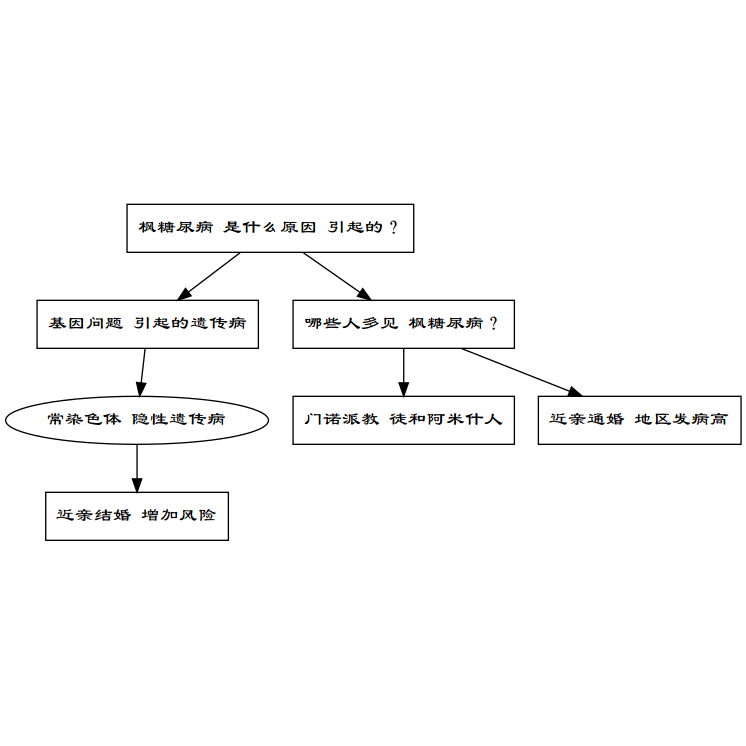 枫糖尿病 是什么原因 引起的？
基因问题 引起的遗传病
哪些人多见 枫糖尿病？
常染色体 隐性遗传病
门诺派教 徒和阿米什人
近亲通婚 地区发病高
近亲结婚 增加风险